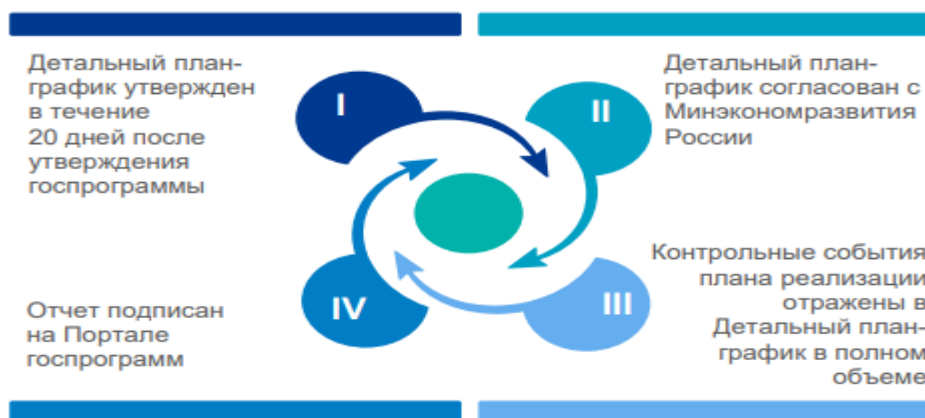 Детальный план-
график утвержден
в течение
20 дней после
утверждения
госпрограммы
I
II
Детальный план-
график согласован с
Минэкономразвития
России
Отчет подписан
на Портале
госпрограмм
IV
III
Контрольные события
плана реализации
отражены в
Детальный план-
график в полном
объеме